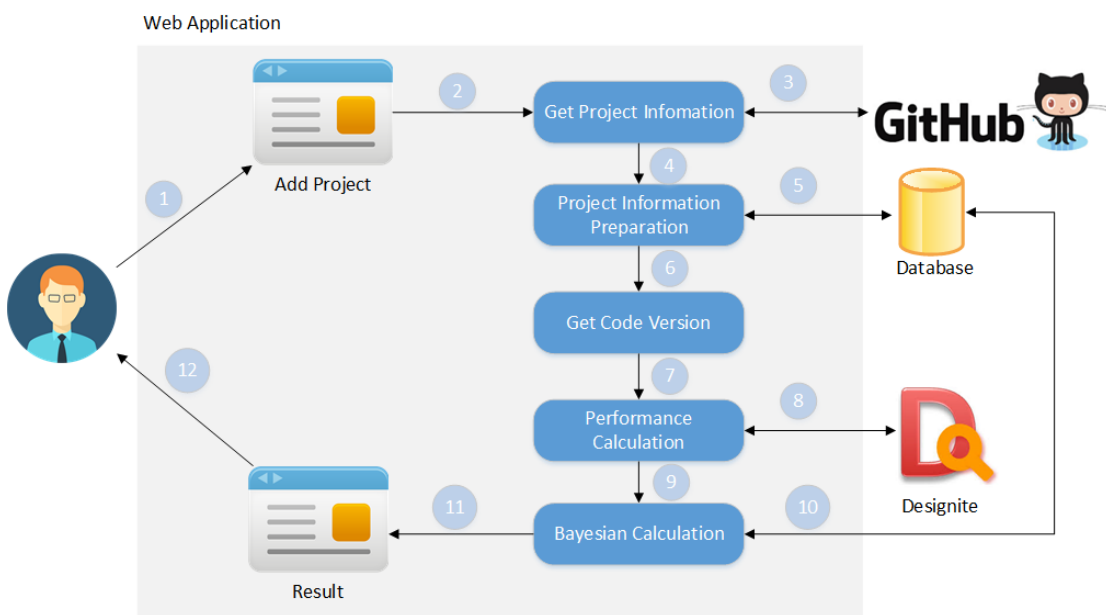 Web Application
2
3
Get Project Infomation
GitHub
Add Project
4
1
5
Project Information
Preparation
Database
6
Get Code Version
12
7
8
Performance
Calculation
D
9
Designite
11
10
Bayesian Calculation
Result